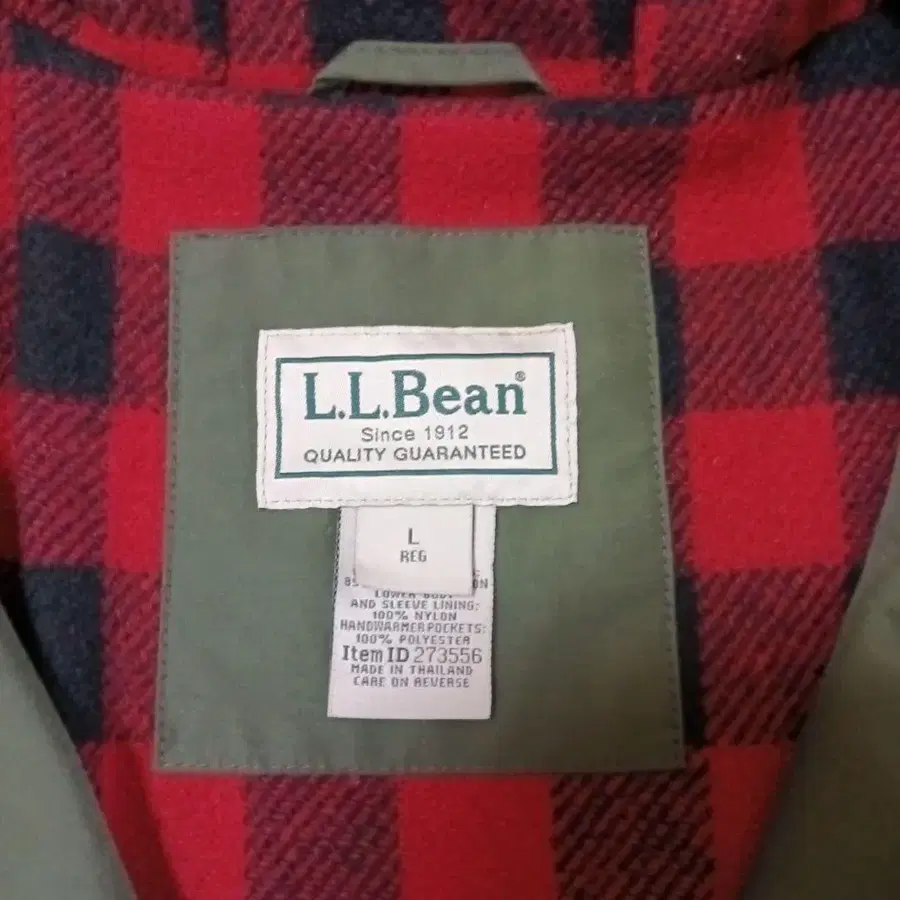 L.L.Bean®
Since 1912
QUALITY GUARANTEED
L
REG
LOWER BODY
AND SLEEVE LINING:
100% NYLON
HANDWARMER POCKETS:
100% POLYESTER
Item ID 273556
MADE IN THAILAND
CARE ON REVERSE